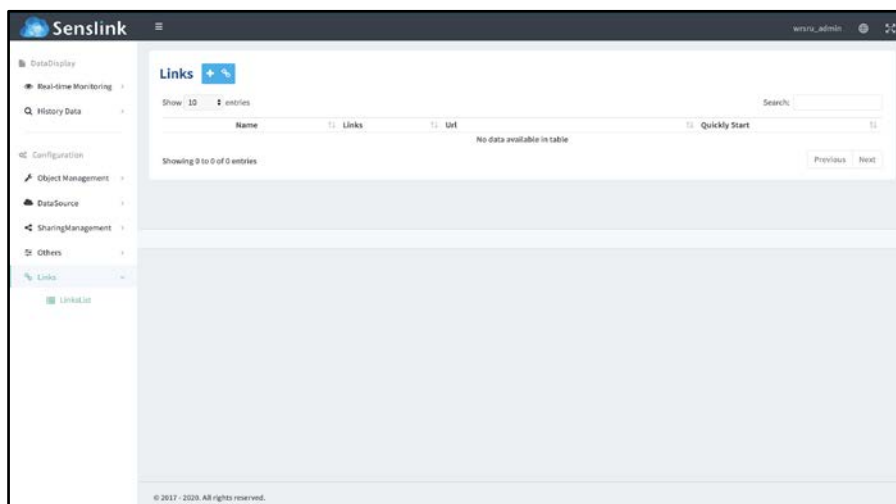 Senslink
wrsru_admin
DataDisplay
Real-time Monitoring
History Data
Configuration
Object Management
DataSource
SharingManagement
Others
Links
LinksList
Links
Show 10 entries
Search:
Name Links Url Quickly Start
No data available in table
Showing 0 to 0 of 0 entries
Previous Next
© 2017 - 2020. All rights reserved.